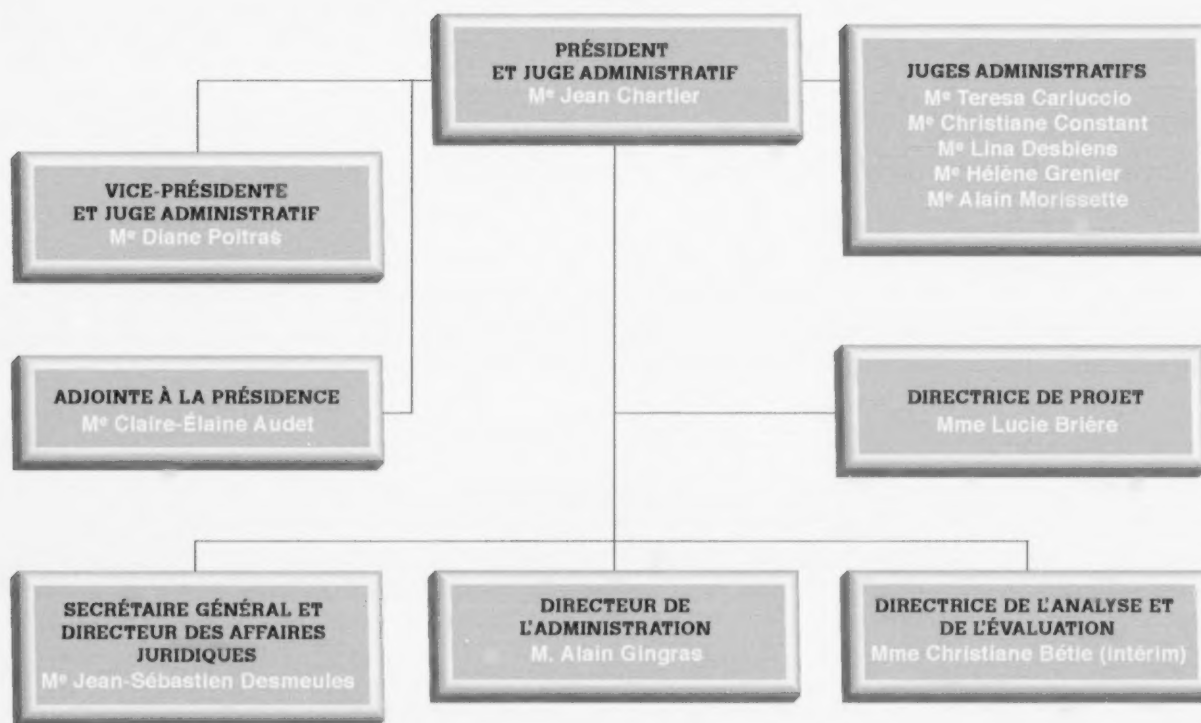 PRÉSIDENT
ET JUGE ADMINISTRATIF
Me Jean Chartier
JUGES ADMINISTRATIFS
Me Teresa Carluccio
Me Christiane Constant
Me Lina Desbiens
Me Hélène Grenier
Me Alain Morissette
VICE-PRÉSIDENTE
ET JUGE ADMINISTRATIF
Me Diane Poitras
ADJOINTE À LA PRÉSIDENCE
Me Claire-Élaine Audet
DIRECTRICE DE PROJET
Mme Lucie Brière
SECRÉTAIRE GÉNÉRAL ET
DIRECTEUR DES AFFAIRES
JURIDIQUES
Me Jean-Sébastien Desmeules
DIRECTEUR DE
L'ADMINISTRATION
M. Alain Gingras
DIRECTRICE DE L'ANALYSE ET
DE L'ÉVALUATION
Mme Christiane Bétie (intérim)